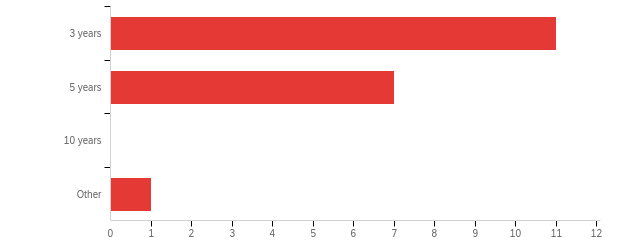 3 years
5 years
10 years
Other
0 1 2 3 4 5 6 7 8 9 10 11 12